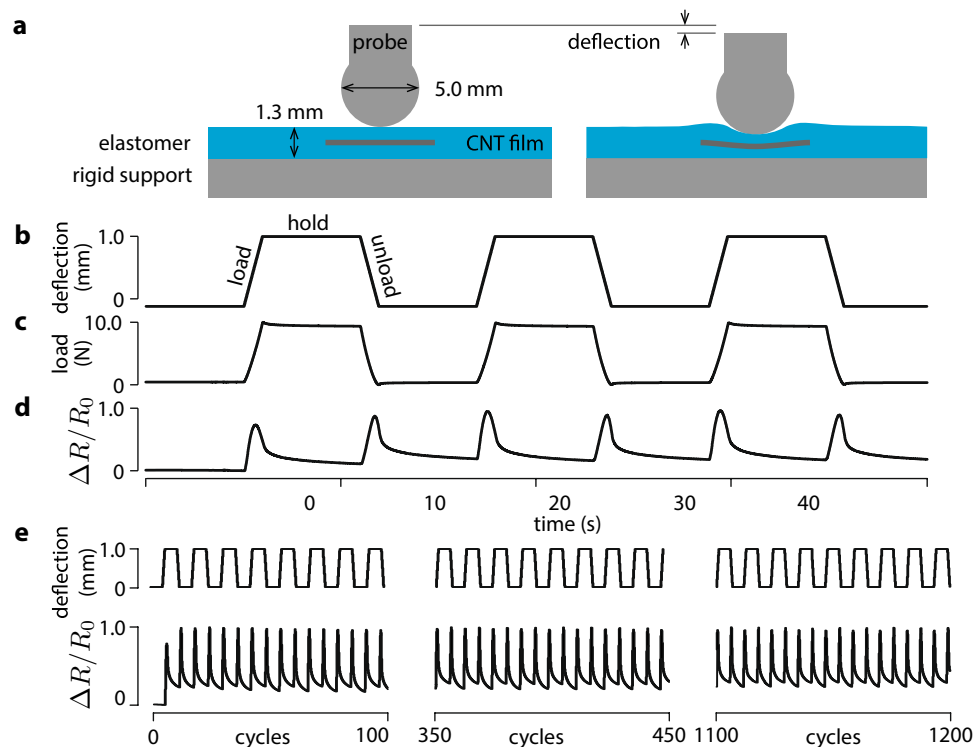 a
probe
deflection
5.0 mm
1.3 mm
elastomer
CNT film
rigid support
b
deflection
(mm)
1.0
0
load
hold
unload
c
load
(N)
10.0
0
d
ΔR/R₀
1.0
0
0 10 20 30 40
time (s)
e
deflection
(mm)
1.0
0
ΔR/R₀
1.0
0
0 cycles 100
350 cycles 450
1100 cycles 1200